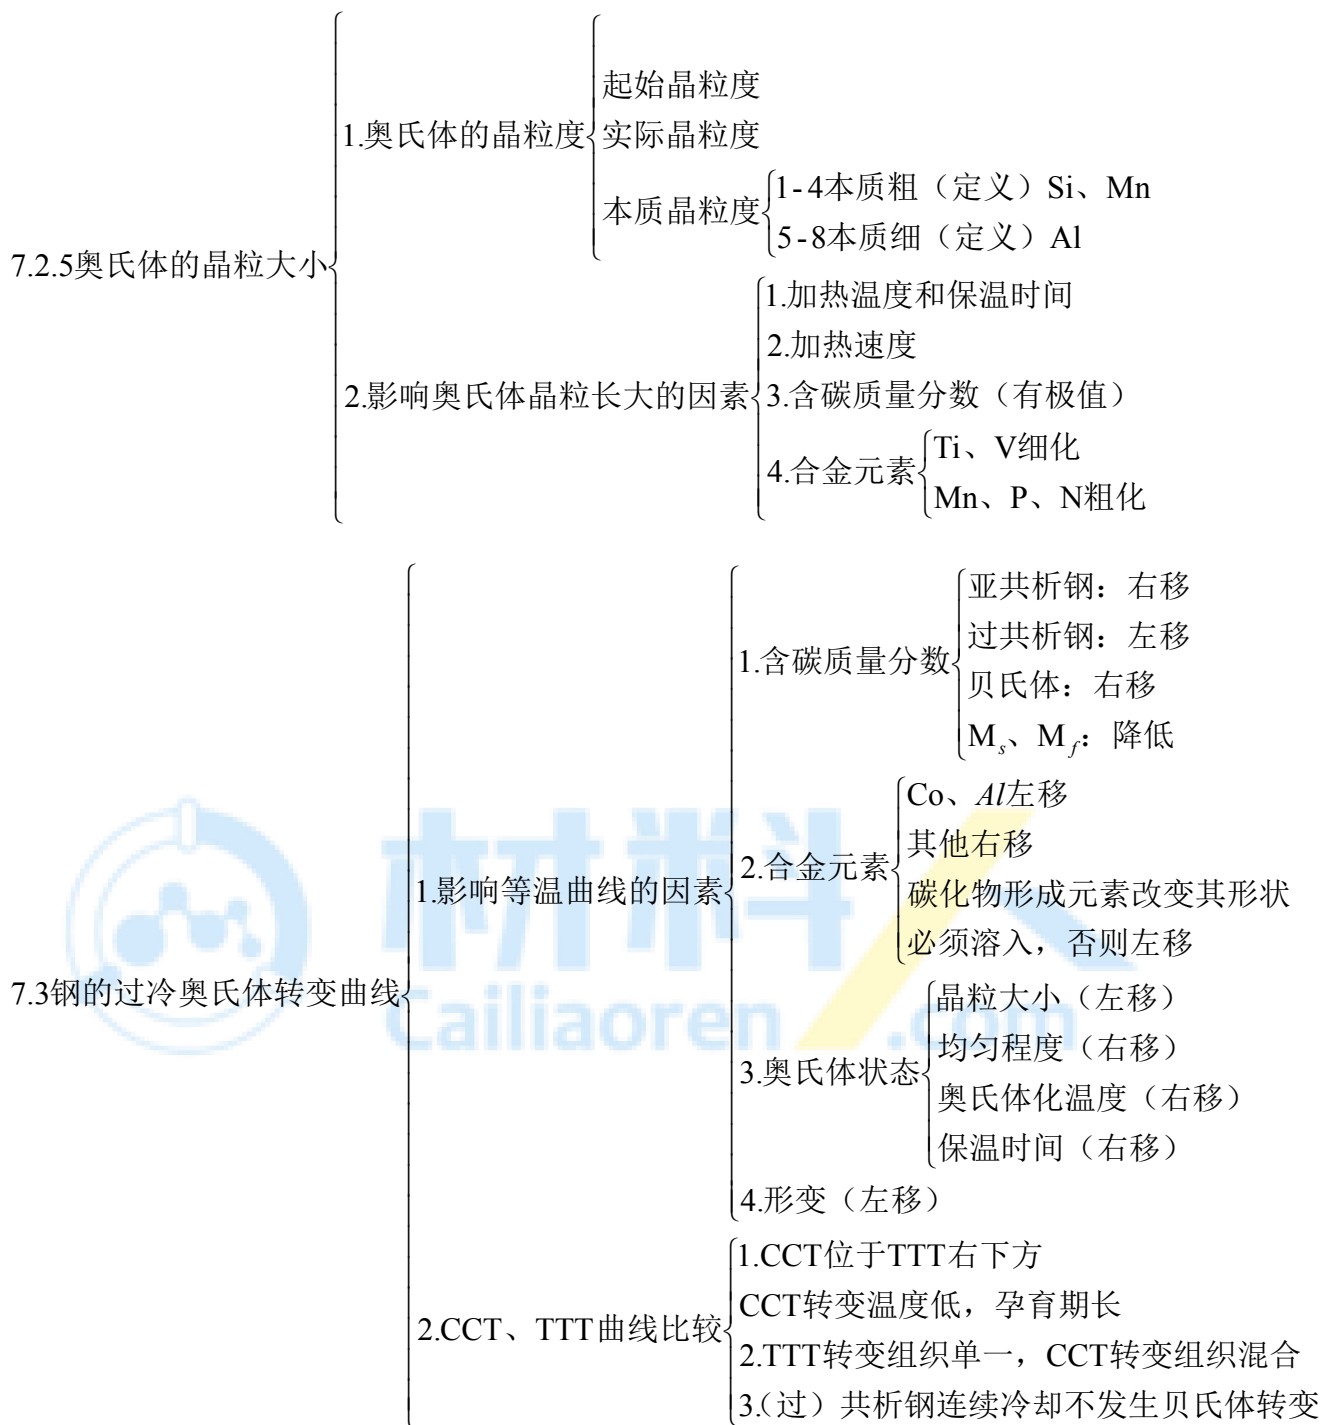 7.2.5奥氏体的晶粒大小
1.奥氏体的晶粒度
起始晶粒度
实际晶粒度
本质晶粒度
1-4本质粗（定义）Si、Mn
5-8本质细（定义）Al
2.影响奥氏体晶粒长大的因素
1.加热温度和保温时间
2.加热速度
3.含碳质量分数（有极值）
4.合金元素
Ti、V细化
Mn、P、N粗化
7.3钢的过冷奥氏体转变曲线
1.影响等温曲线的因素
1.含碳质量分数
亚共析钢：右移
过共析钢：左移
贝氏体：右移
Ms、Mf：降低
2.合金元素
Co、Al左移
其他右移
碳化物形成元素改变其形状
必须溶入，否则左移
3.奥氏体状态
晶粒大小（左移）
均匀程度（右移）
奥氏体化温度（右移）
保温时间（右移）
4.形变（左移）
2.CCT、TTT曲线比较
1.CCT位于TTT右下方
CCT转变温度低，孕育期长
2.TTT转变组织单一，CCT转变组织混合
3.（过）共析钢连续冷却不发生贝氏体转变
材料人
Cailiaoren.com